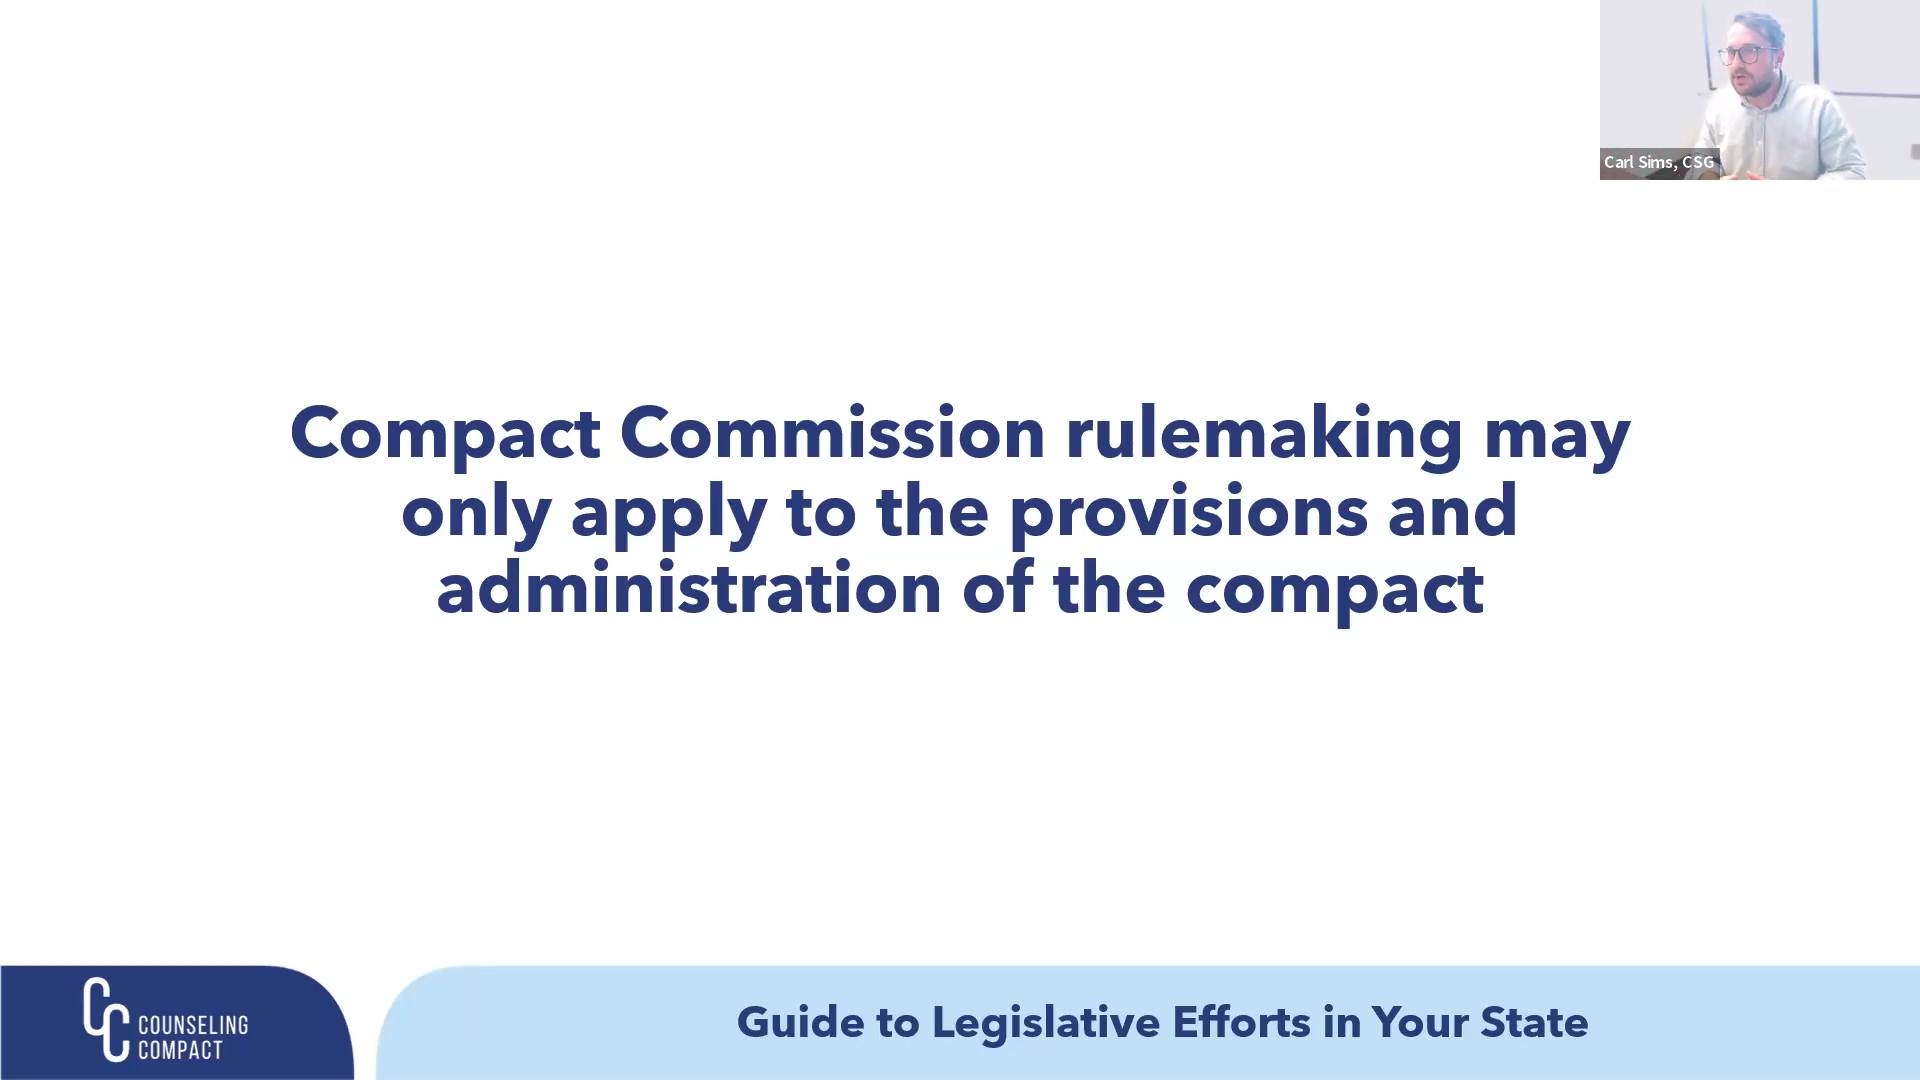 Carl Sims, CSG
Compact Commission rulemaking may
only apply to the provisions and
administration of the compact
CC COUNSELING
COMPACT
Guide to Legislative Efforts in Your State